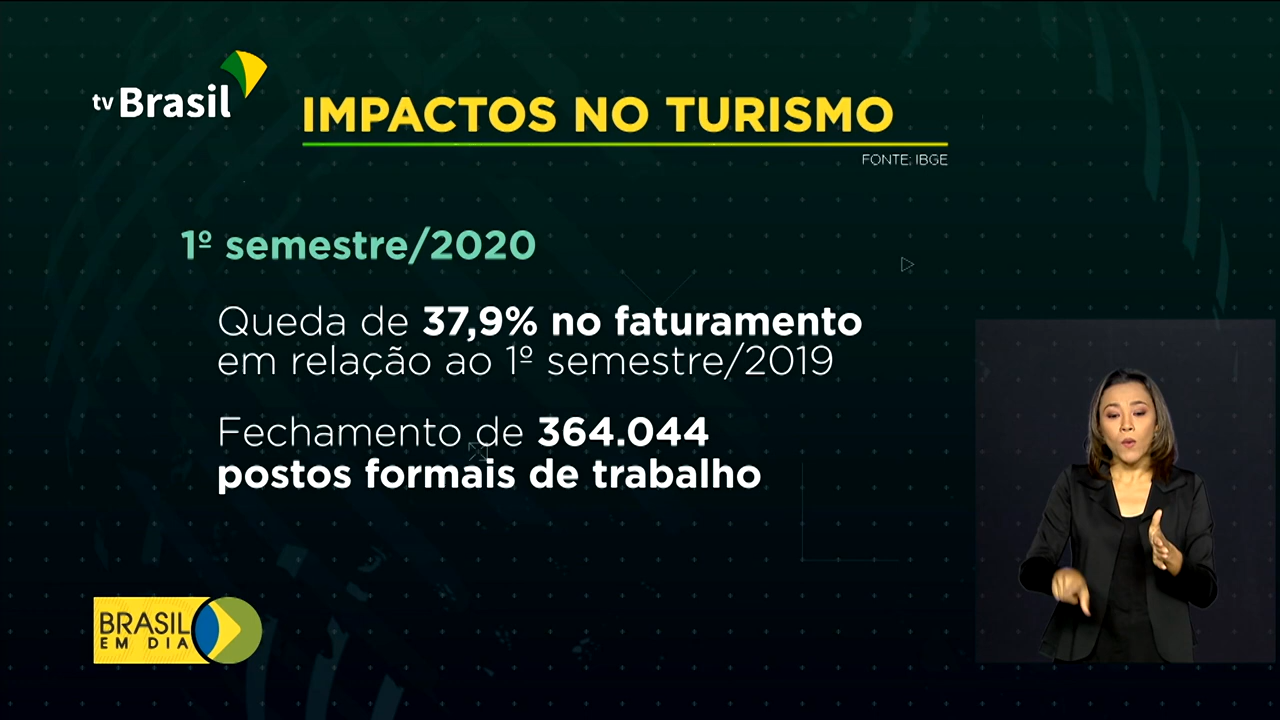 tv Brasil
IMPACTOS NO TURISMO
FONTE: IBGE
1º semestre/2020
Queda de 37,9% no faturamento
em relação ao 1º semestre/2019
Fechamento de 364.044
postos formais de trabalho
BRASIL
EM DIA